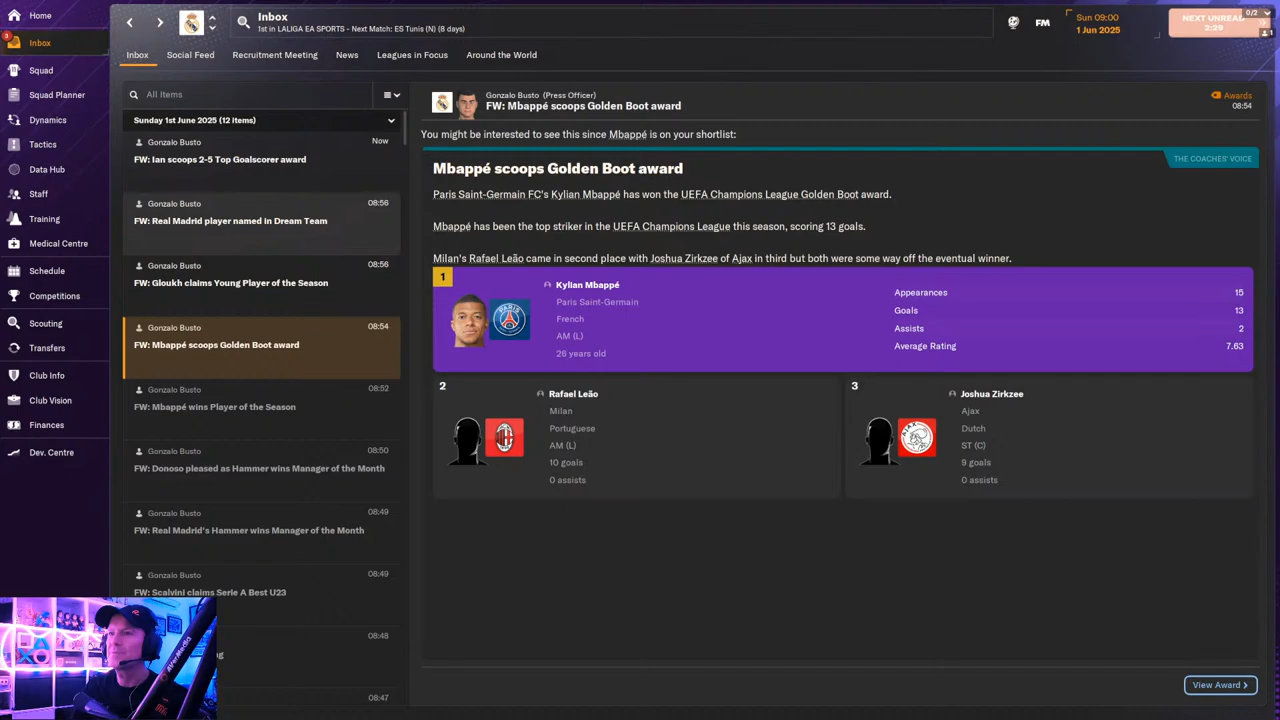 Home
3
Inbox
Squad
Squad Planner
Dynamics
Tactics
Data Hub
Staff
Training
Medical Centre
Schedule
Competitions
Scouting
Transfers
Club Info
Club Vision
Finances
Dev. Centre
Inbox
1st in LALIGA EA SPORTS - Next Match: ES Tunis (N) (8 days)
FM
Sun 09:00
1 Jun 2025
NEXT UNREAD
2:29
0/2
1
Inbox
Social Feed
Recruitment Meeting
News
Leagues in Focus
Around the World
All Items
Sunday 1st June 2025 (12 items)
Gonzalo Busto
Now
FW: Ian scoops 2-5 Top Goalscorer award
Gonzalo Busto
08:56
FW: Real Madrid player named in Dream Team
Gonzalo Busto
08:56
FW: Gloukh claims Young Player of the Season
Gonzalo Busto
08:54
FW: Mbappé scoops Golden Boot award
Gonzalo Busto
08:52
FW: Mbappé wins Player of the Season
Gonzalo Busto
08:50
FW: Donoso pleased as Hammer wins Manager of the Month
Gonzalo Busto
08:49
FW: Real Madrid's Hammer wins Manager of the Month
Gonzalo Busto
08:49
FW: Scalvini claims Serie A Best U23
08:48
08:47
Gonzalo Busto (Press Officer)
FW: Mbappé scoops Golden Boot award
Awards
08:54
You might be interested to see this since Mbappé is on your shortlist:
THE COACHES' VOICE
Mbappé scoops Golden Boot award
Paris Saint-Germain FC's Kylian Mbappé has won the UEFA Champions League Golden Boot award.
Mbappé has been the top striker in the UEFA Champions League this season, scoring 13 goals.
Milan's Rafael Leão came in second place with Joshua Zirkzee of Ajax in third but both were some way off the eventual winner.
1
Kylian Mbappé
Paris Saint-Germain
French
AM (L)
26 years old
Appearances 15
Goals 13
Assists 2
Average Rating 7.63
2
Rafael Leão
Milan
Portuguese
AM (L)
10 goals
0 assists
3
Joshua Zirkzee
Ajax
Dutch
ST (C)
9 goals
0 assists
View Award